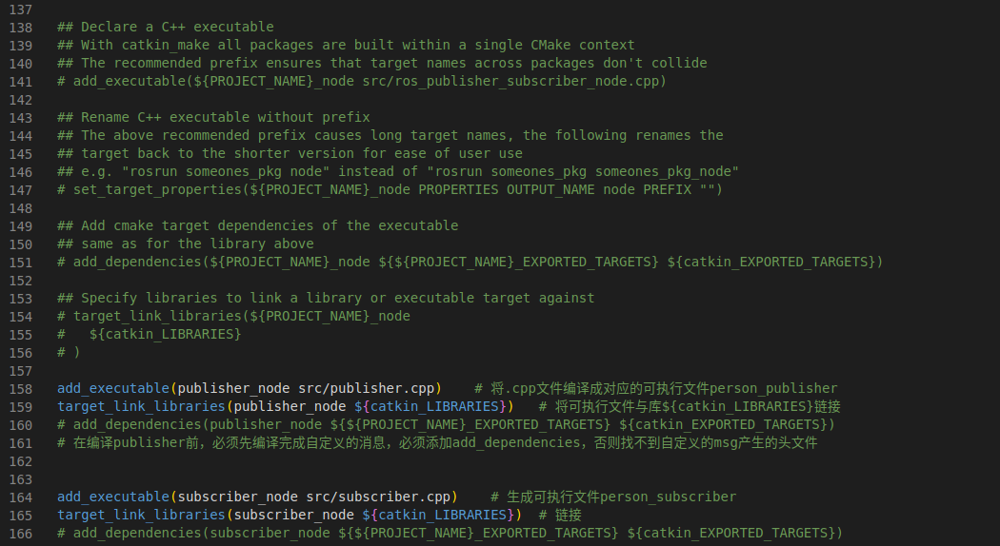 137
138 ## Declare a C++ executable
139 ## With catkin_make all packages are built within a single CMake context
140 ## The recommended prefix ensures that target names across packages don't collide
141 # add_executable(${PROJECT_NAME}_node src/ros_publisher_subscriber_node.cpp)
142
143 ## Rename C++ executable without prefix
144 ## The above recommended prefix causes long target names, the following renames the
145 ## target back to the shorter version for ease of user use
146 ## e.g. "rosrun someones_pkg node" instead of "rosrun someones_pkg someones_pkg_node"
147 # set_target_properties(${PROJECT_NAME}_node PROPERTIES OUTPUT_NAME node PREFIX "")
148
149 ## Add cmake target dependencies of the executable
150 ## same as for the library above
151 # add_dependencies(${PROJECT_NAME}_node ${${PROJECT_NAME}_EXPORTED_TARGETS} ${catkin_EXPORTED_TARGETS})
152
153 ## Specify libraries to link a library or executable target against
154 # target_link_libraries(${PROJECT_NAME}_node
155 #   ${catkin_LIBRARIES}
156 # )
157
158 add_executable(publisher_node src/publisher.cpp)    # 将.cpp文件编译成对应的可执行文件person_publisher
159 target_link_libraries(publisher_node ${catkin_LIBRARIES})   # 将可执行文件与库${catkin_LIBRARIES}链接
160 # add_dependencies(publisher_node ${${PROJECT_NAME}_EXPORTED_TARGETS} ${catkin_EXPORTED_TARGETS})
161 # 在编译publisher前，必须先编译完成自定义的消息，必须添加add_dependencies，否则找不到自定义的msg产生的头文件
162
163
164 add_executable(subscriber_node src/subscriber.cpp)    # 生成可执行文件person_subscriber
165 target_link_libraries(subscriber_node ${catkin_LIBRARIES})  # 链接
166 # add_dependencies(subscriber_node ${${PROJECT_NAME}_EXPORTED_TARGETS} ${catkin_EXPORTED_TARGETS})